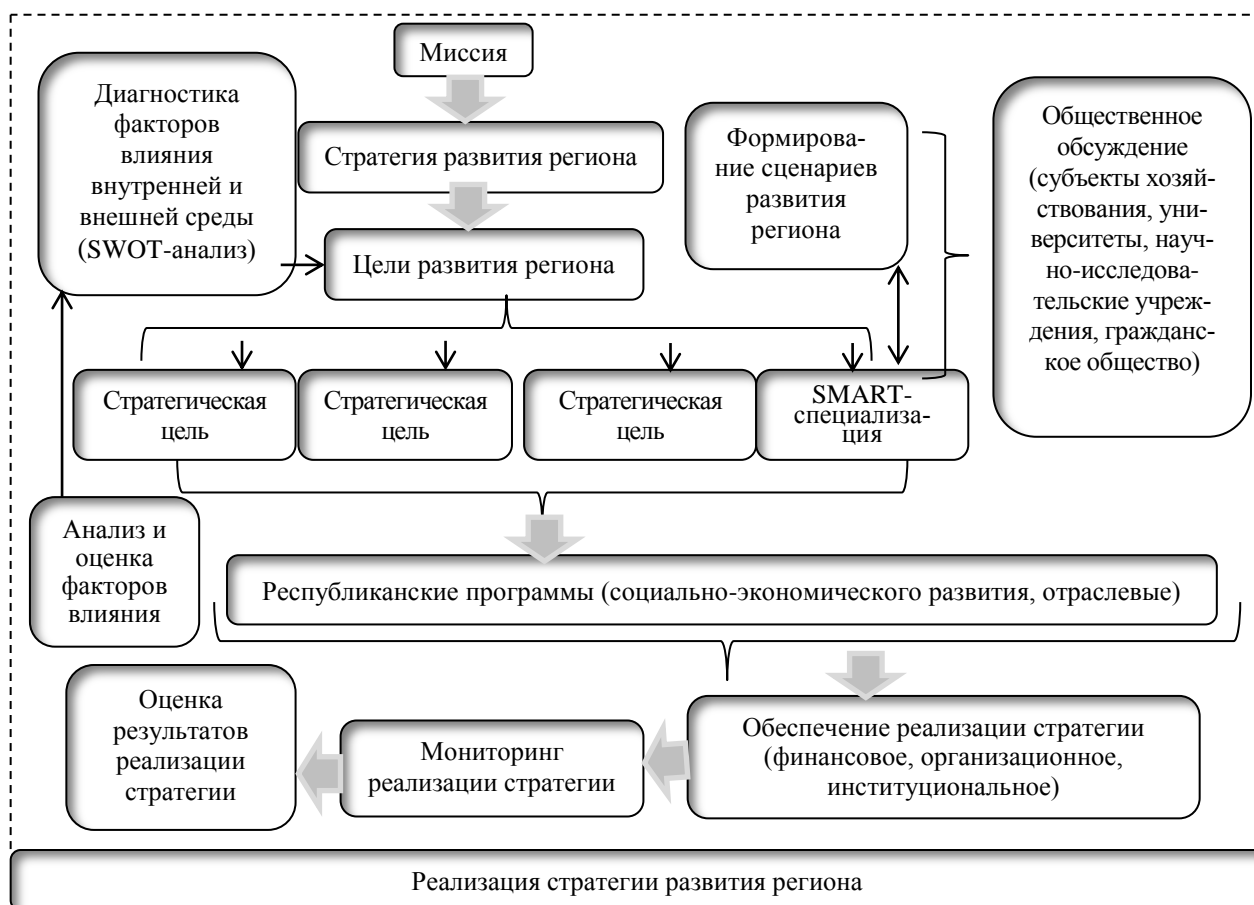 Миссия
Диагностика
факторов
влияния
внутренней и
внешней среды
(SWOT-анализ)
Стратегия развития региона
Цели развития региона
Формирова-
ние сценариев
развития
региона
Общественное
обсуждение
(субъекты хозяй-
ствования, уни-
верситеты, науч-
но-исследова-
тельские учреж-
дения, гражданс-
кое общество)
Стратегическая
цель
Стратегическая
цель
Стратегическая
цель
SMART-
специализа-
ция
Анализ и
оценка
факторов
влияния
Республиканские программы (социально-экономического развития, отраслевые)
Оценка
результатов
реализации
стратегии
Мониторинг
реализации стратегии
Обеспечение реализации стратегии
(финансовое, организационное,
институциональное)
Реализация стратегии развития региона